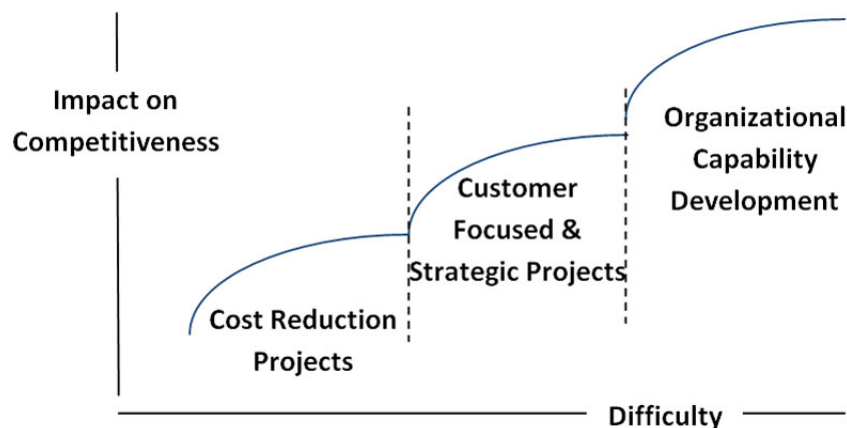 Impact on
Competitiveness
Organizational
Capability
Development
Customer
Focused &
Strategic Projects
Cost Reduction
Projects
Difficulty